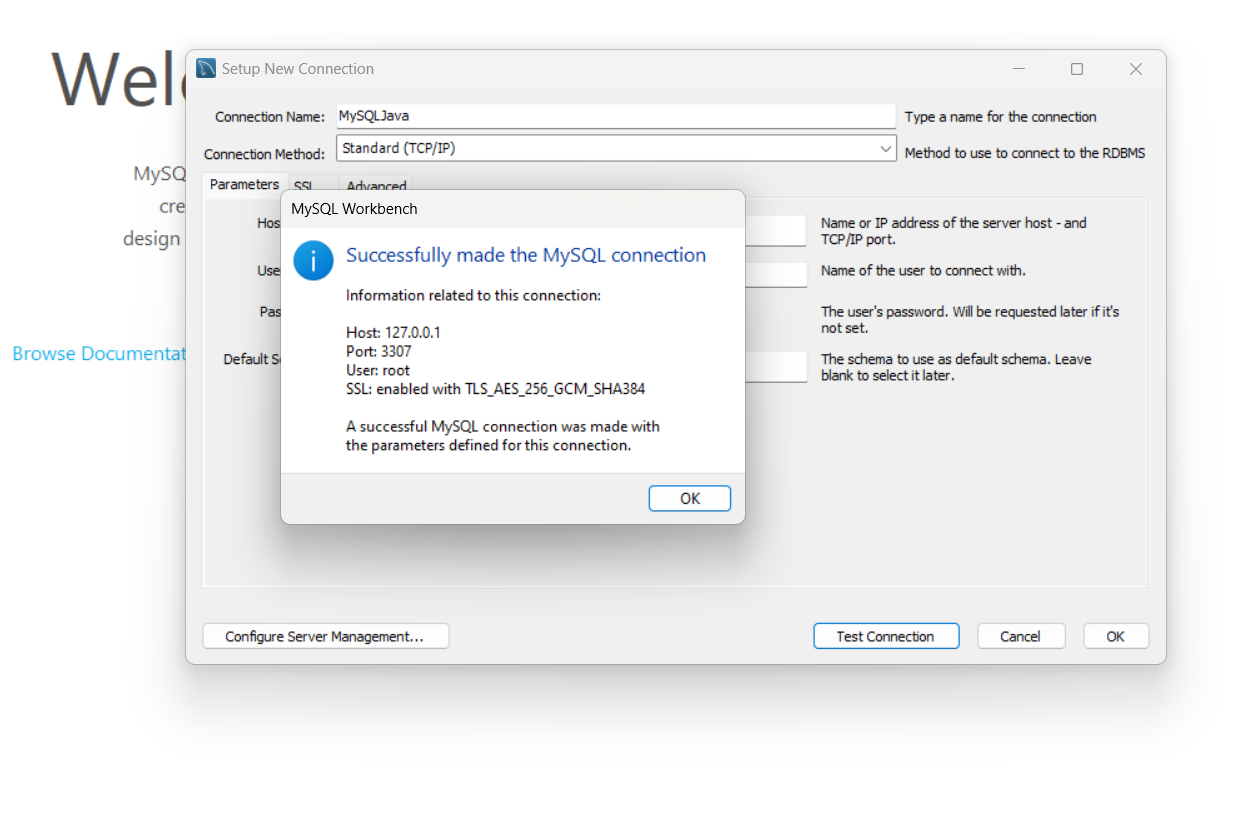 Welc
Setup New Connection
Connection Name: MySQLJava Type a name for the connection
Connection Method: Standard (TCP/IP) Method to use to connect to the RDBMS
MySQ
cre
design
Browse Documentat
Parameters SSL Advanced
Hos
Name or IP address of the server host - and
TCP/IP port.
Use
Name of the user to connect with.
Pas
The user's password. Will be requested later if it's
not set.
Default S
The schema to use as default schema. Leave
blank to select it later.
MySQL Workbench
Successfully made the MySQL connection
Information related to this connection:
Host: 127.0.0.1
Port: 3307
User: root
SSL: enabled with TLS_AES_256_GCM_SHA384
A successful MySQL connection was made with
the parameters defined for this connection.
OK
Configure Server Management... Test Connection Cancel OK